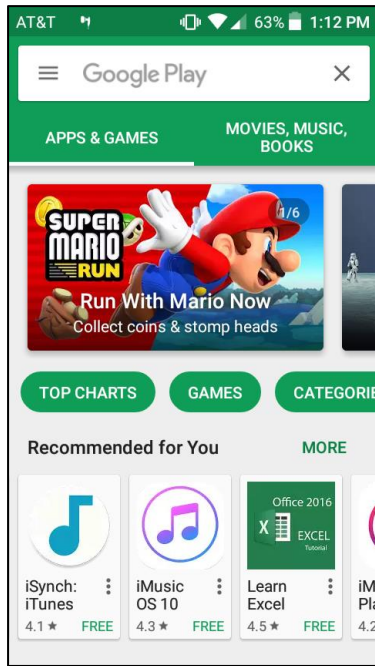 AT&T 63% 1:12 PM
Google Play
APPS & GAMES
MOVIES, MUSIC,
BOOKS
SUPER
MARIO
RUN
1/6
Run With Mario Now
Collect coins & stomp heads
TOP CHARTS
GAMES
CATEGORIE
Recommended for You MORE
iSynch:
iTunes
4.1★ FREE
iMusic
OS 10
4.3★ FREE
Office 2016
X EXCEL
Tutorial
Learn
Excel
4.5★ FREE
iM
Pla
4.2